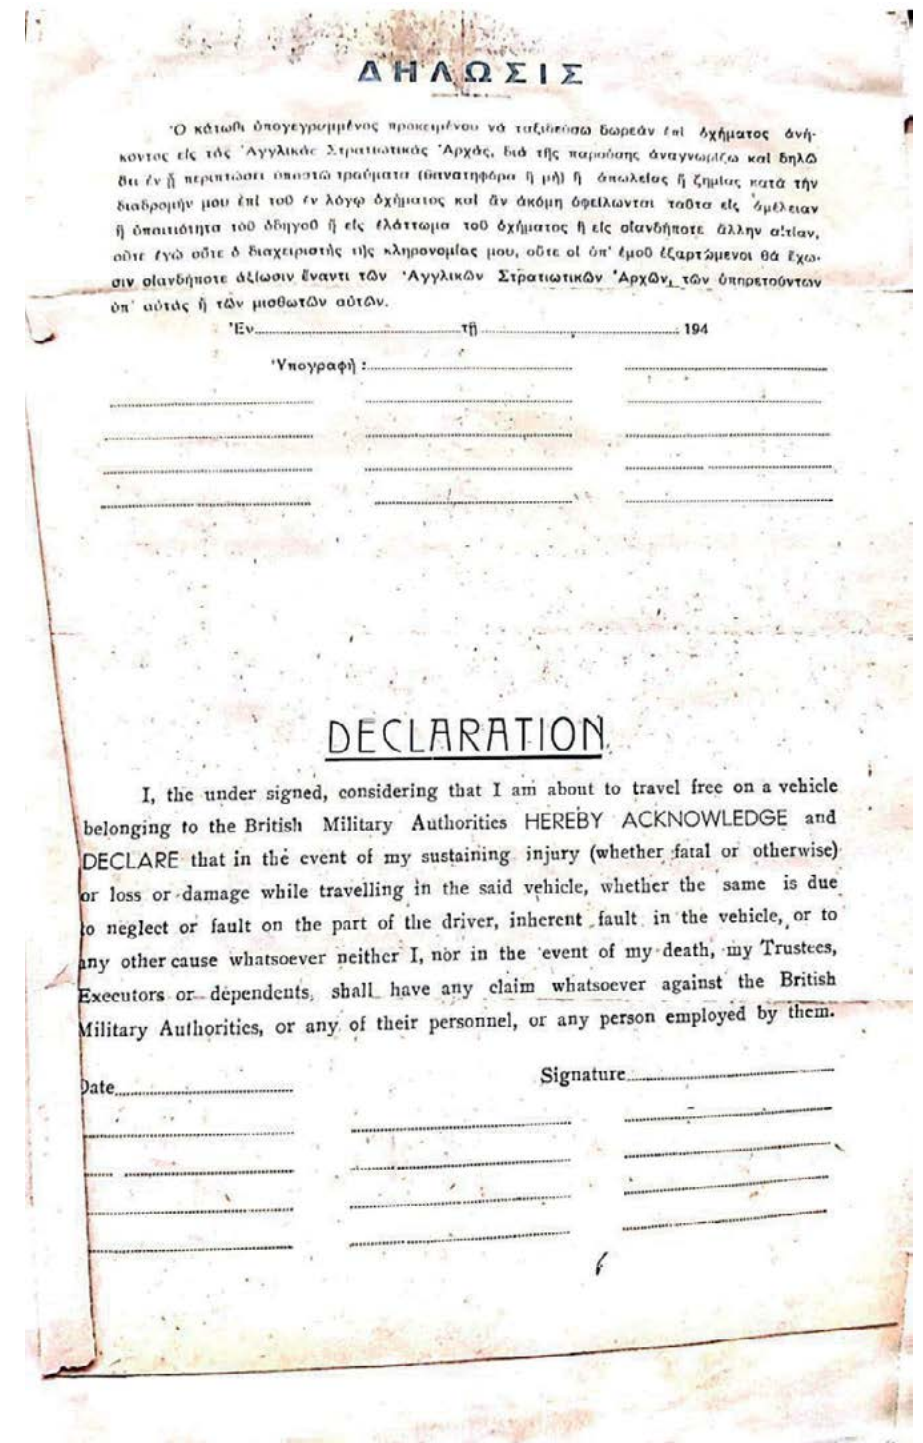 ΔΗΛΩΣΙΣ
Ὁ κάτωθι ὑπογεγραμμένος προκειμένου νὰ ταξιδεύσω δωρεὰν ἐπὶ ὀχήματος ἀνή-
κοντος εἰς τὰς Ἀγγλικὰς Στρατιωτικὰς Ἀρχάς, διὰ τῆς παρούσης ἀναγνωρίζω καὶ δηλῶ
ὅτι ἐν ᾗ περιπτώσει ὑποστῶ τραύματα (θανατηφόρα ἢ μὴ) ἢ ἀπωλείας ἢ ζημίας κατὰ τὴν
διαδρομήν μου ἐπὶ τοῦ ἐν λόγῳ ὀχήματος καὶ ἂν ἀκόμη ὀφείλωνται ταῦτα εἰς ἀμέλειαν
ἢ ὑπαιτιότητα τοῦ ὁδηγοῦ ἢ εἰς ἐλάττωμα τοῦ ὀχήματος ἢ εἰς οἱανδήποτε ἄλλην αἰτίαν,
οὔτε ἐγὼ οὔτε ὁ διαχειριστὴς τῆς κληρονομίας μου, οὔτε οἱ ὑπ' ἐμοῦ ἐξαρτώμενοι θὰ ἔχω-
σιν οἱανδήποτε ἀξίωσιν ἔναντι τῶν Ἀγγλικῶν Στρατιωτικῶν Ἀρχῶν, τῶν ὑπηρετούντων
ὑπ' αὐτὰς ἢ τῶν μισθωτῶν αὐτῶν.
Ἐν.......................τῇ....................... 194
Ὑπογραφὴ :.......................
DECLARATION
I, the under signed, considering that I am about to travel free on a vehicle
belonging to the British Military Authorities HEREBY ACKNOWLEDGE and
DECLARE that in the event of my sustaining injury (whether fatal or otherwise)
or loss or damage while travelling in the said vehicle, whether the same is due
to neglect or fault on the part of the driver, inherent fault in the vehicle, or to
any other cause whatsoever neither I, nor in the event of my death, my Trustees,
Executors or dependents, shall have any claim whatsoever against the British
Military Authorities, or any of their personnel, or any person employed by them.
Date.......................  Signature.......................